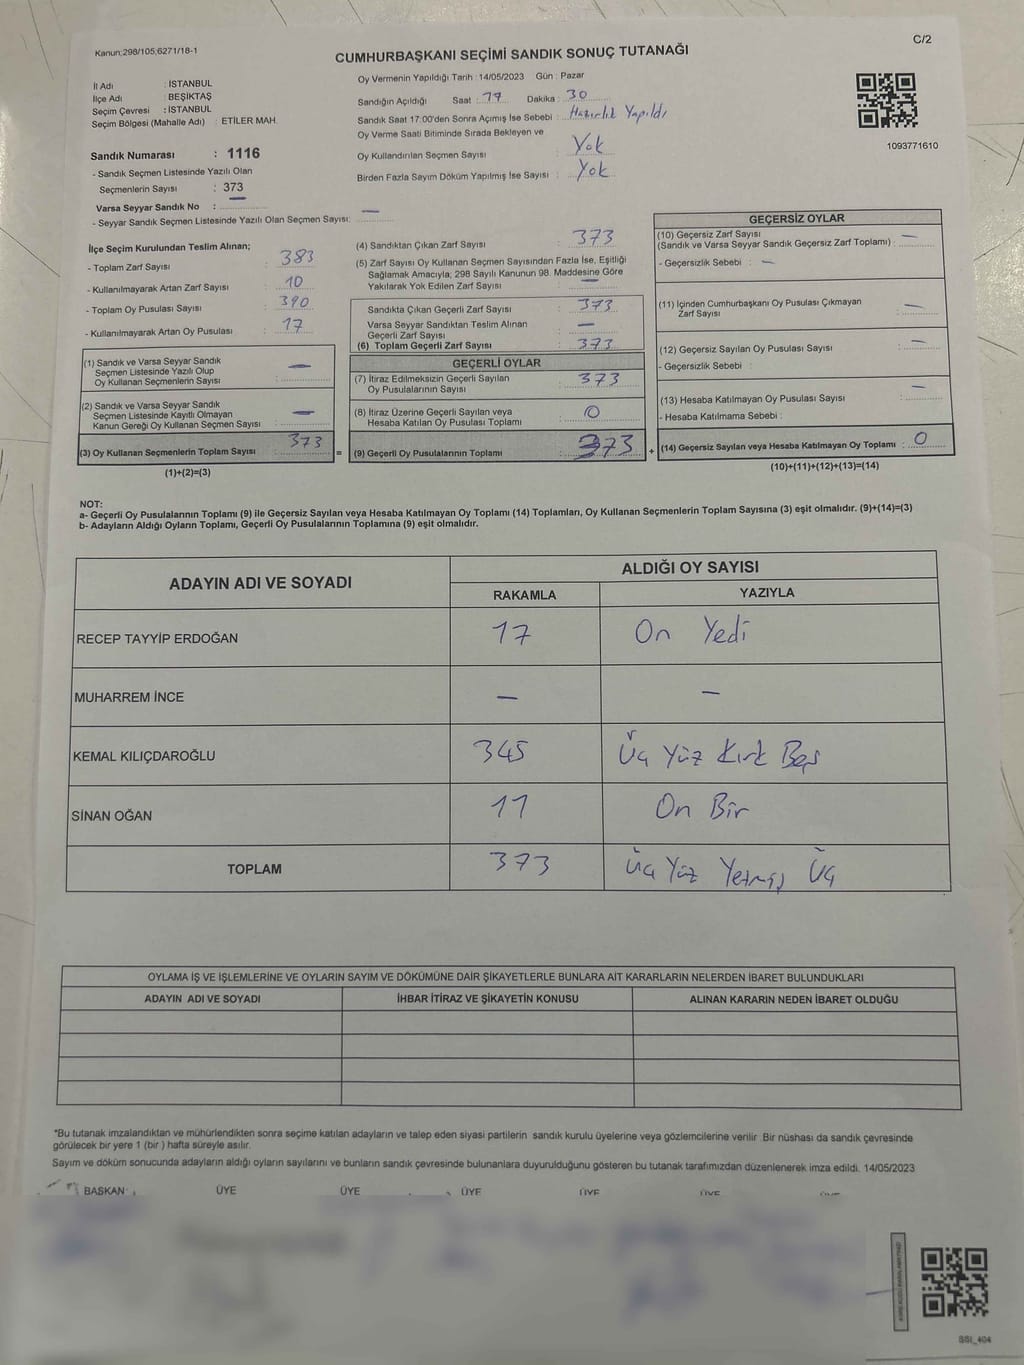 Kanun;298/105,6271/18-1
C/2
CUMHURBAŞKANI SEÇİMİ SANDIK SONUÇ TUTANAĞI
İl Adı : İSTANBUL
İlçe Adı : BEŞİKTAŞ
Seçim Çevresi : İSTANBUL
Seçim Bölgesi (Mahalle Adı) : ETİLER MAH.
Sandık Numarası : 1116
- Sandık Seçmen Listesinde Yazılı Olan
Seçmenlerin Sayısı : 373
Varsa Seyyar Sandık No : —
- Seyyar Sandık Seçmen Listesinde Yazılı Olan Seçmen Sayısı: —
Oy Vermenin Yapıldığı Tarih : 14/05/2023 Gün : Pazar
Sandığın Açıldığı Saat : 17 Dakika : 30
Sandık Saat 17:00'den Sonra Açımış İse Sebebi : Hazırlık Yapıldı
Oy Verme Saati Bitiminde Sırada Bekleyen ve
Oy Kullandırılan Seçmen Sayısı : Yok
Birden Fazla Sayım Döküm Yapılmış İse Sayısı : Yok
1093771610
İlçe Seçim Kurulundan Teslim Alınan;
- Toplam Zarf Sayısı : 383
- Kullanılmayarak Artan Zarf Sayısı : 10
- Toplam Oy Pusulası Sayısı : 390
- Kullanılmayarak Artan Oy Pusulası : 17
(1) Sandık ve Varsa Seyyar Sandık
Seçmen Listesinde Yazılı Olup
Oy Kullanan Seçmenlerin Sayısı : —
(2) Sandık ve Varsa Seyyar Sandık
Seçmen Listesinde Kayıtlı Olmayan
Kanun Gereği Oy Kullanan Seçmen Sayısı : —
(3) Oy Kullanan Seçmenlerin Toplam Sayısı : 373
(1)+(2)=(3)
=
(4) Sandıktan Çıkan Zarf Sayısı : 373
(5) Zarf Sayısı Oy Kullanan Seçmen Sayısından Fazla İse, Eşitliği
Sağlamak Amacıyla; 298 Sayılı Kanunun 98. Maddesine Göre
Yakılarak Yok Edilen Zarf Sayısı : —
Sandıkta Çıkan Geçerli Zarf Sayısı : 373
Varsa Seyyar Sandıktan Teslim Alınan
Geçerli Zarf Sayısı : —
(6) Toplam Geçerli Zarf Sayısı : 373
GEÇERLİ OYLAR
(7) İtiraz Edilmeksizin Geçerli Sayılan
Oy Pusulalarının Sayısı : 373
(8) İtiraz Üzerine Geçerli Sayılan veya
Hesaba Katılan Oy Pusulası Toplamı : 0
(9) Geçerli Oy Pusulalarının Toplamı : 373
+
GEÇERSİZ OYLAR
(10) Geçersiz Zarf Sayısı
(Sandık ve Varsa Seyyar Sandık Geçersiz Zarf Toplamı) : —
- Geçersizlik Sebebi : —
(11) İçinden Cumhurbaşkanı Oy Pusulası Çıkmayan
Zarf Sayısı : —
(12) Geçersiz Sayılan Oy Pusulası Sayısı : —
- Geçersizlik Sebebi :
(13) Hesaba Katılmayan Oy Pusulası Sayısı : —
- Hesaba Katılmama Sebebi :
(14) Geçersiz Sayılan veya Hesaba Katılmayan Oy Toplamı : 0
(10)+(11)+(12)+(13)=(14)
NOT:
a- Geçerli Oy Pusulalarının Toplamı (9) ile Geçersiz Sayılan veya Hesaba Katılmayan Oy Toplamı (14) Toplamları, Oy Kullanan Seçmenlerin Toplam Sayısına (3) eşit olmalıdır. (9)+(14)=(3)
b- Adayların Aldığı Oyların Toplamı, Geçerli Oy Pusulalarının Toplamına (9) eşit olmalıdır.
ADAYIN ADI VE SOYADI ALDIĞI OY SAYISI
RAKAMLA YAZIYLA
RECEP TAYYİP ERDOĞAN 17 On Yedi
MUHARREM İNCE — —
KEMAL KILIÇDAROĞLU 345 Üç Yüz Kırk Beş
SİNAN OĞAN 11 On Bir
TOPLAM 373 Üç Yüz Yetmiş Üç
OYLAMA İŞ VE İŞLEMLERİNE VE OYLARIN SAYIM VE DÖKÜMÜNE DAİR ŞİKAYETLERLE BUNLARA AİT KARARLARIN NELERDEN İBARET BULUNDUKLARI
ADAYIN ADI VE SOYADI İHBAR İTİRAZ VE ŞİKAYETİN KONUSU ALINAN KARARIN NEDEN İBARET OLDUĞU
*Bu tutanak imzalandıktan ve mühürlendikten sonra seçime katılan adayların ve talep eden siyasi partilerin sandık kurulu üyelerine veya gözlemcilerine verilir .Bir nüshası da sandık çevresinde
görülecek bir yere 1 (bir ) hafta süreyle asılır.
Sayım ve döküm sonucunda adayların aldığı oyların sayılarını ve bunların sandık çevresinde bulunanlara duyurulduğunu gösteren bu tutanak tarafımızdan düzenlenerek imza edildi. 14/05/2023
BAŞKAN ÜYE ÜYE ÜYE ÜYE ÜYE
SSI_404